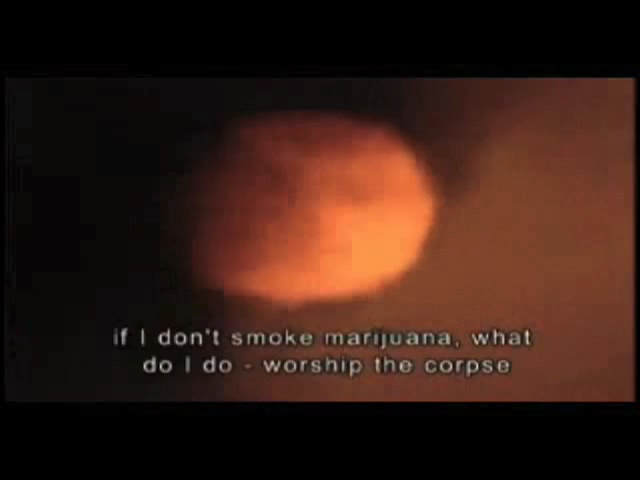 if I don't smoke marijuana, what
do I do - worship the corpse